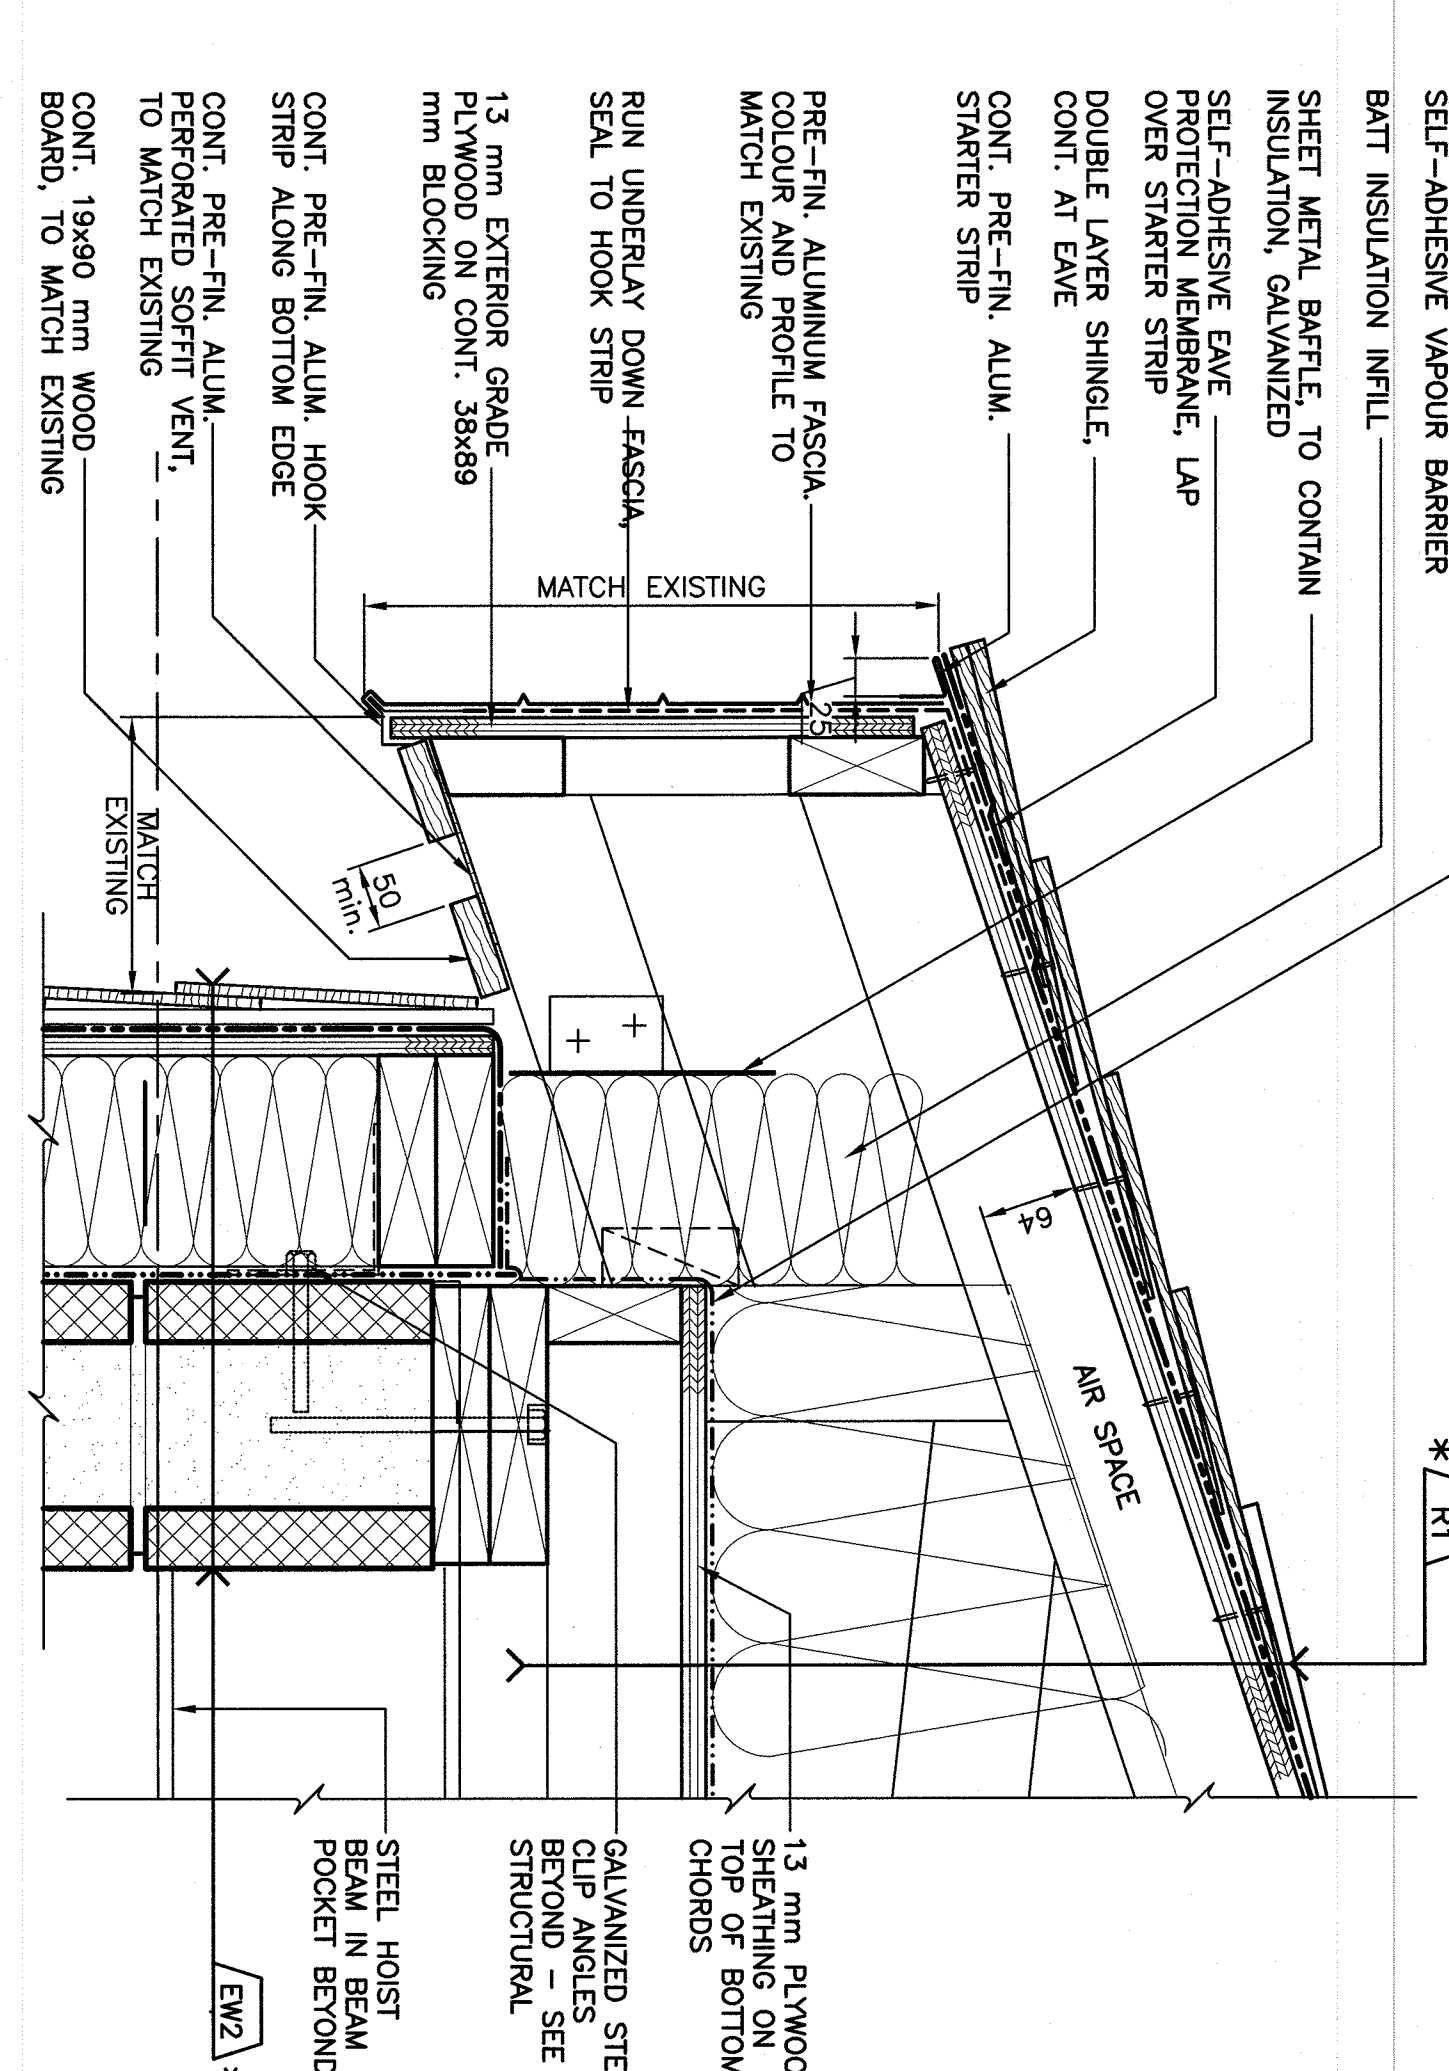 SELF-ADHESIVE VAPOUR BARRIER
BATT INSULATION INFILL
SHEET METAL BAFFLE, TO CONTAIN
INSULATION, GALVANIZED
SELF-ADHESIVE EAVE
PROTECTION MEMBRANE, LAP
OVER STARTER STRIP
DOUBLE LAYER SHINGLE,
CONT. AT EAVE
CONT. PRE-FIN. ALUM.
STARTER STRIP
PRE-FIN. ALUMINUM FASCIA.
COLOUR AND PROFILE TO
MATCH EXISTING
RUN UNDERLAY DOWN FASCIA,
SEAL TO HOOK STRIP
13 mm EXTERIOR GRADE
PLYWOOD ON CONT. 38x89
mm BLOCKING
CONT. PRE-FIN. ALUM. HOOK
STRIP ALONG BOTTOM EDGE
CONT. PRE-FIN. ALUM.
PERFORATED SOFFIT VENT,
TO MATCH EXISTING
CONT. 19x90 mm WOOD
BOARD, TO MATCH EXISTING
MATCH EXISTING
25
50
min.
MATCH
EXISTING
64
AIR SPACE
* R1
13 mm PLYWOO
SHEATHING ON
TOP OF BOTTOM
CHORDS
GALVANIZED STE
CLIP ANGLES
BEYOND - SEE
STRUCTURAL
STEEL HOIST
BEAM IN BEAM
POCKET BEYOND
EW2